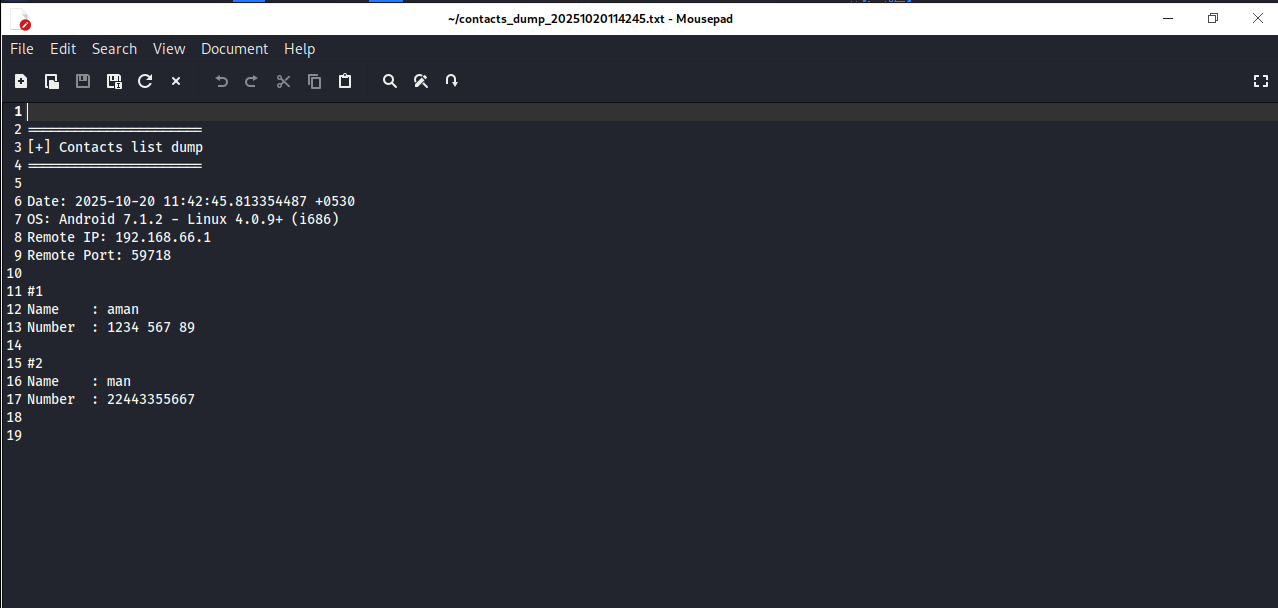 ~/contacts_dump_20251020114245.txt - Mousepad
File Edit Search View Document Help
1
2 ======================
3 [+] Contacts list dump
4 ======================
5
6 Date: 2025-10-20 11:42:45.813354487 +0530
7 OS: Android 7.1.2 - Linux 4.0.9+ (i686)
8 Remote IP: 192.168.66.1
9 Remote Port: 59718
10
11 #1
12 Name    : aman
13 Number  : 1234 567 89
14
15 #2
16 Name    : man
17 Number  : 22443355667
18
19